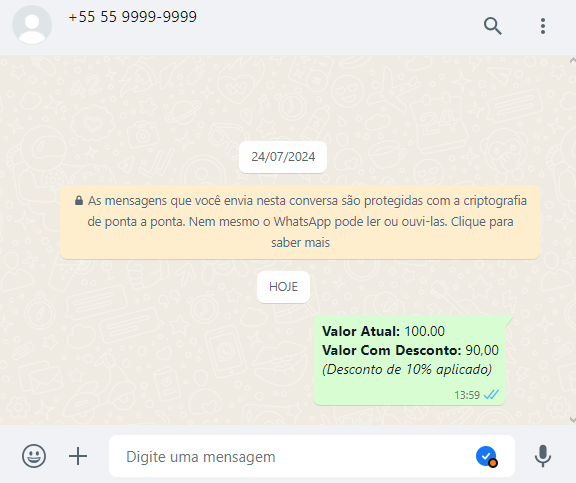 +55 55 9999-9999
24/07/2024
As mensagens que você envia nesta conversa são protegidas com a criptografia
de ponta a ponta. Nem mesmo o WhatsApp pode ler ou ouvi-las. Clique para
saber mais
HOJE
Valor Atual: 100.00
Valor Com Desconto: 90,00
(Desconto de 10% aplicado)
13:59
Digite uma mensagem